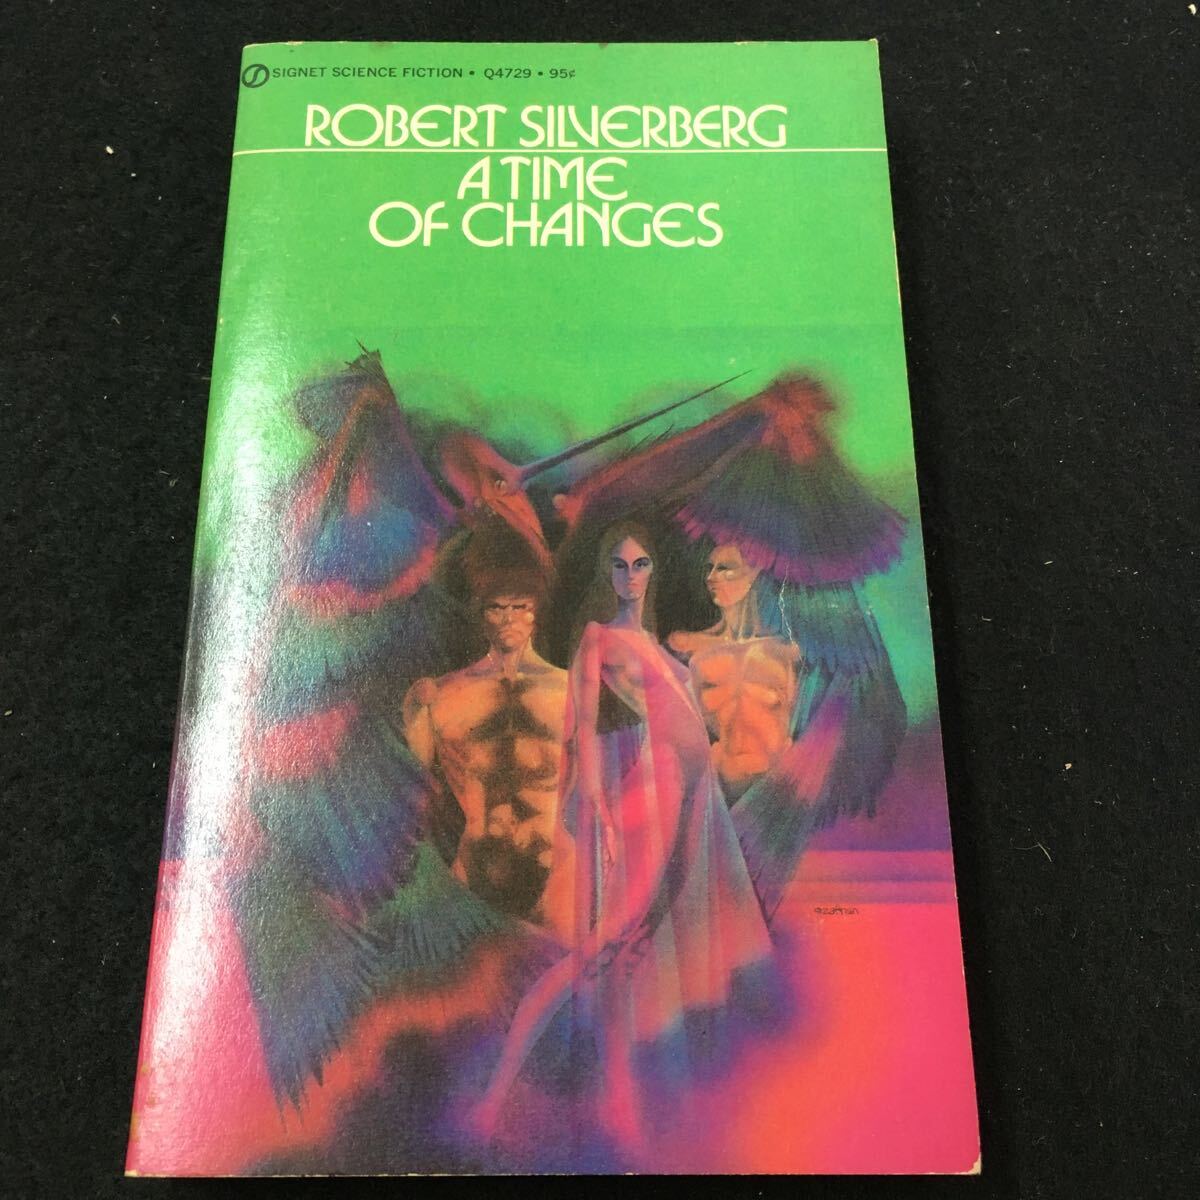 SIGNET SCIENCE FICTION • Q4729 • 95¢
ROBERT SILVERBERG
A TIME
OF CHANGES